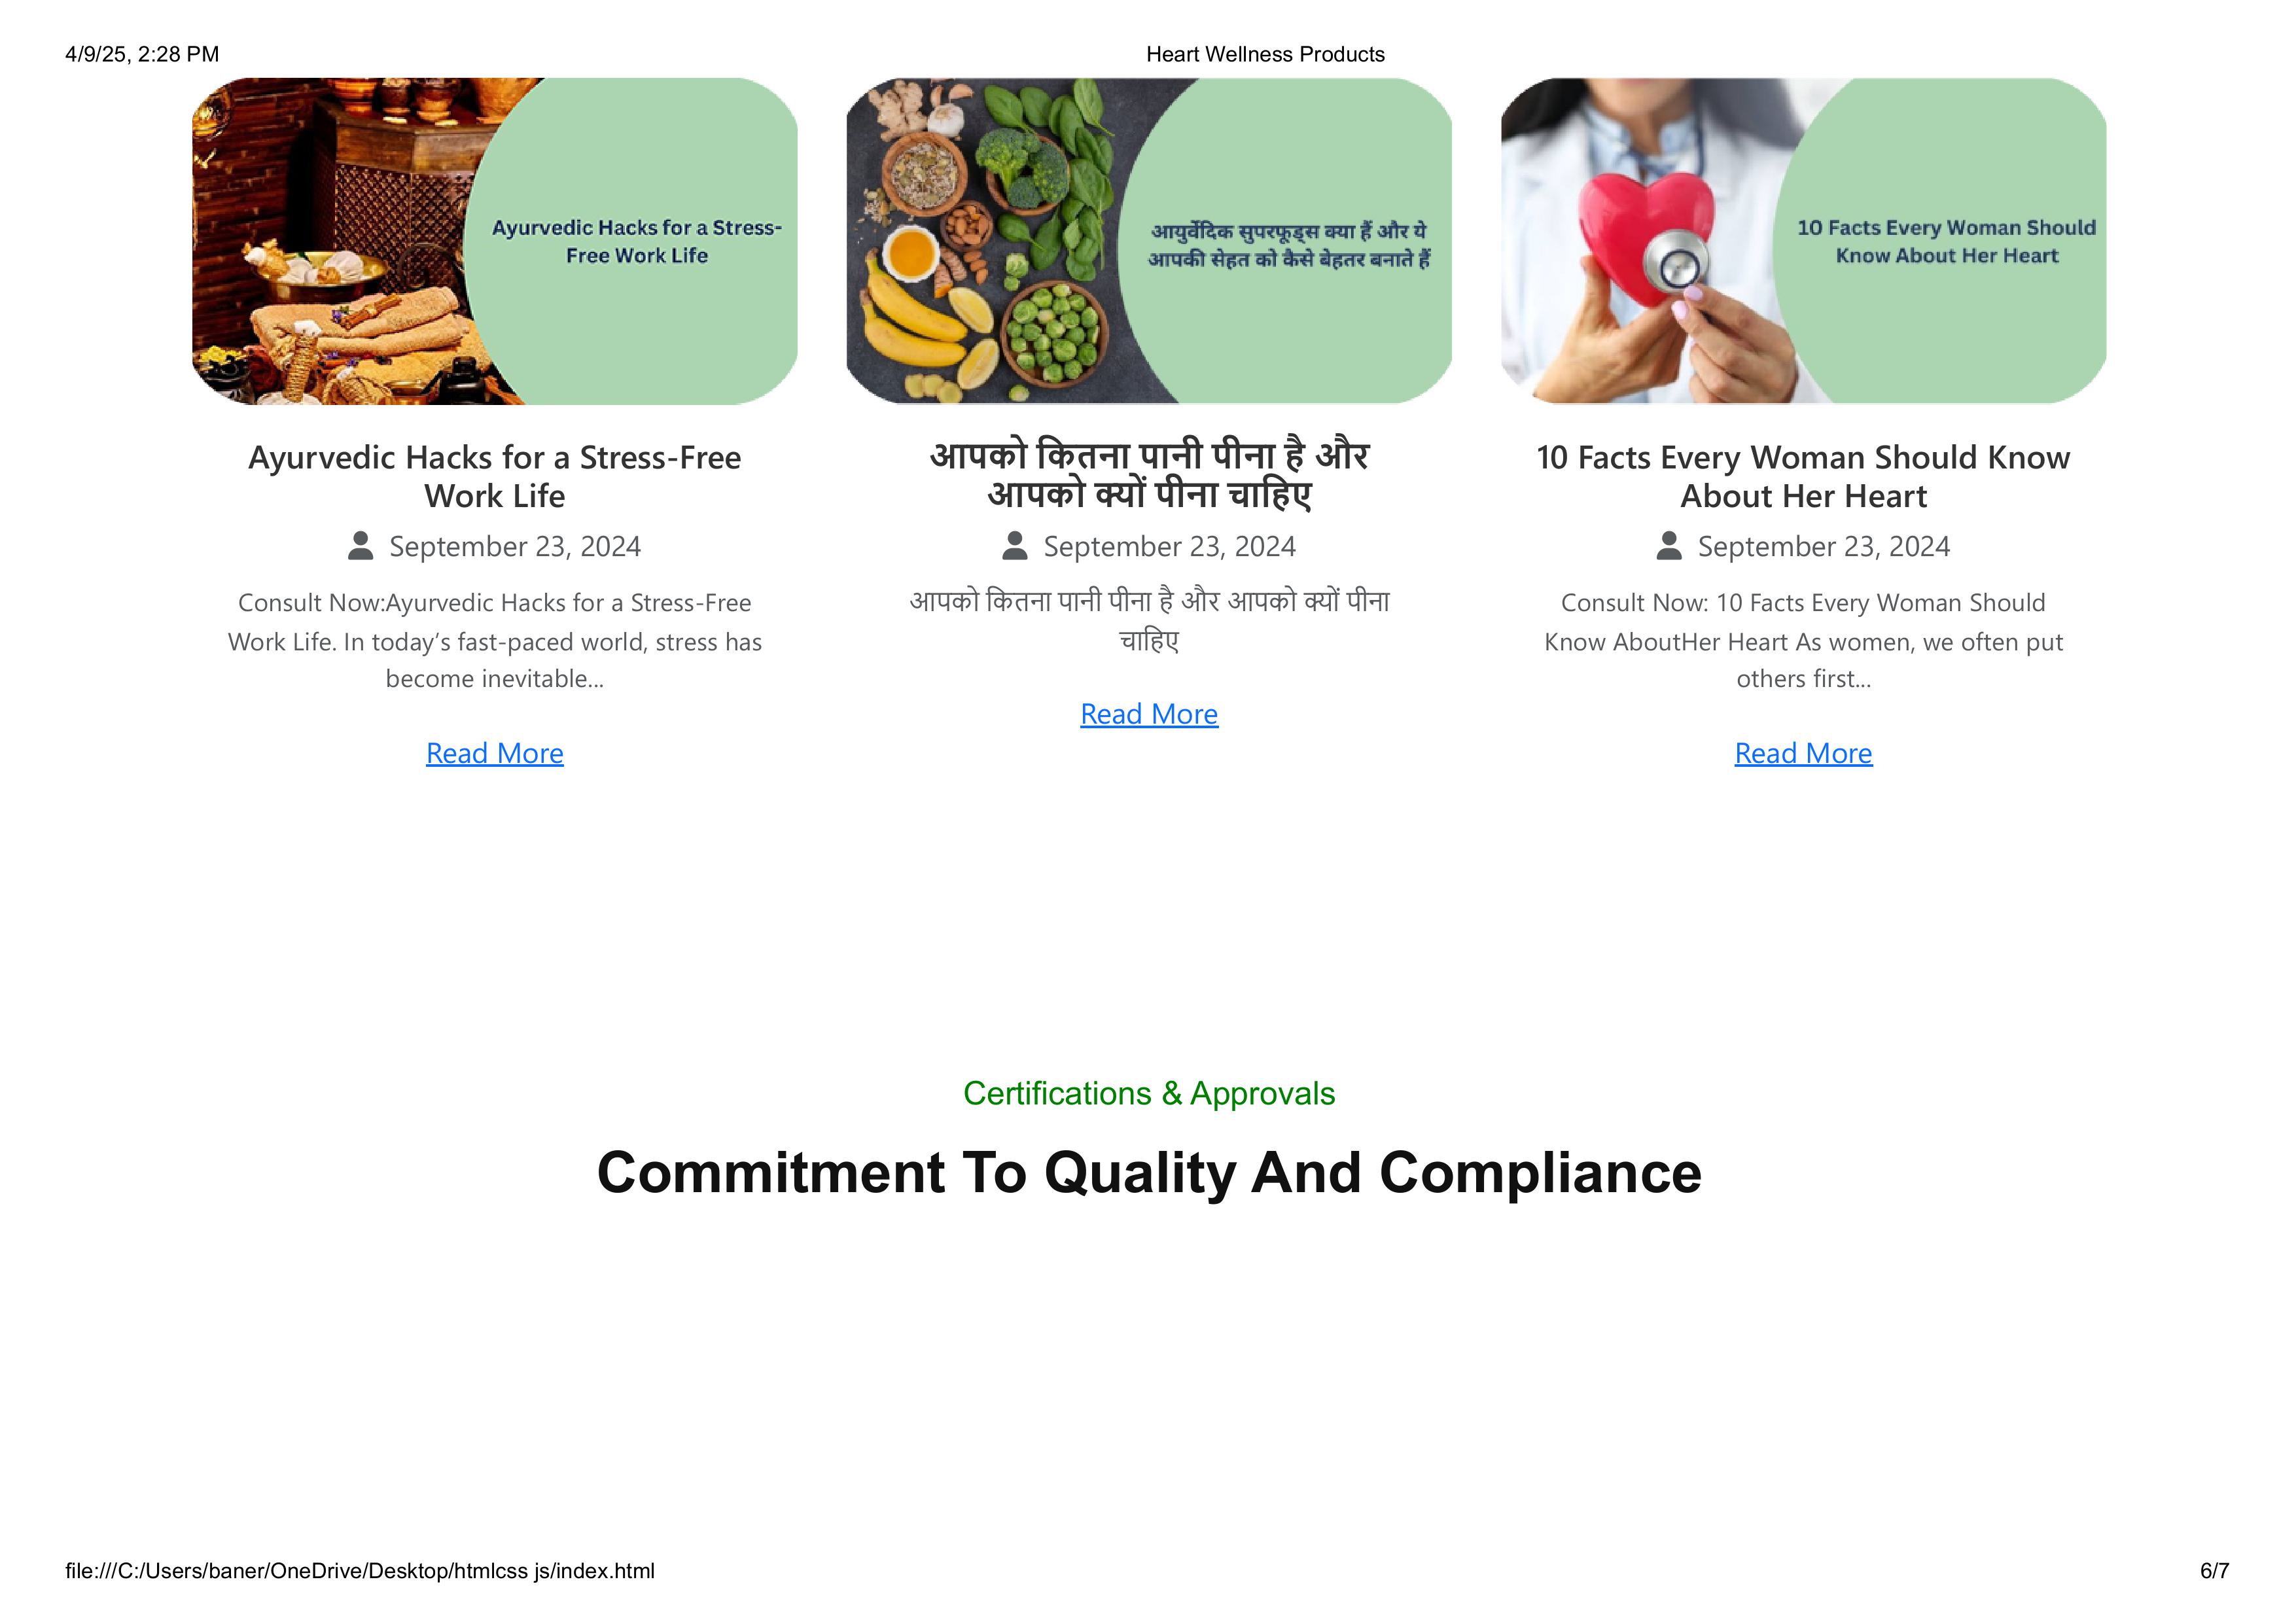 4/9/25, 2:28 PM
Heart Wellness Products
Ayurvedic Hacks for a Stress-
Free Work Life
आयुर्वेदिक सुपरफूड्स क्या हैं और ये
आपकी सेहत को कैसे बेहतर बनाते हैं
10 Facts Every Woman Should
Know About Her Heart
Ayurvedic Hacks for a Stress-Free
Work Life
September 23, 2024
Consult Now:Ayurvedic Hacks for a Stress-Free
Work Life. In today’s fast-paced world, stress has
become inevitable...
Read More
आपको कितना पानी पीना है और
आपको क्यों पीना चाहिए
September 23, 2024
आपको कितना पानी पीना है और आपको क्यों पीना
चाहिए
Read More
10 Facts Every Woman Should Know
About Her Heart
September 23, 2024
Consult Now: 10 Facts Every Woman Should
Know AboutHer Heart As women, we often put
others first...
Read More
Certifications & Approvals
Commitment To Quality And Compliance
file:///C:/Users/baner/OneDrive/Desktop/htmlcss js/index.html
6/7